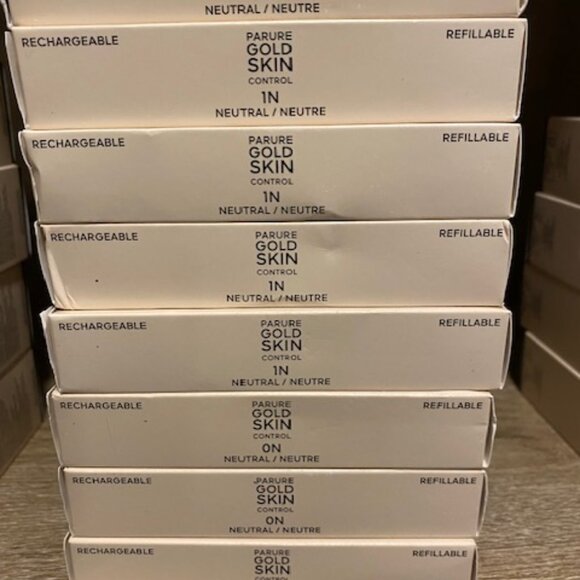 NEUTRAL / NEUTRE
RECHARGEABLE
PARURE
GOLD
SKIN
CONTROL
1N
NEUTRAL / NEUTRE
REFILLABLE
RECHARGEABLE
PARURE
GOLD
SKIN
CONTROL
1N
NEUTRAL / NEUTRE
REFILLABLE
RECHARGEABLE
PARURE
GOLD
SKIN
CONTROL
1N
NEUTRAL / NEUTRE
REFILLABLE
RECHARGEABLE
PARURE
GOLD
SKIN
CONTROL
1N
NEUTRAL / NEUTRE
REFILLABLE
RECHARGEABLE
PARURE
GOLD
SKIN
CONTROL
0N
NEUTRAL / NEUTRE
REFILLABLE
RECHARGEABLE
PARURE
GOLD
SKIN
CONTROL
0N
NEUTRAL / NEUTRE
REFILLABLE
RECHARGEABLE
PARURE
GOLD
SKIN
CONTROL
REFILLABLE